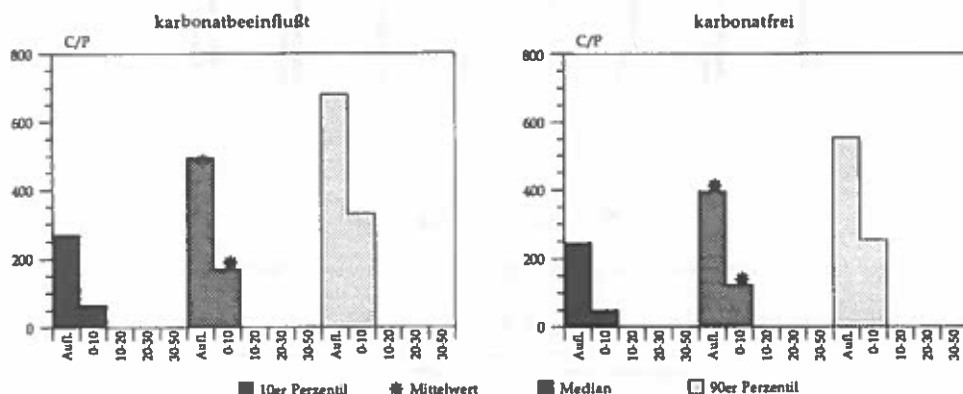 karbonatbeeinflußt
C/P
800
600
400
200
0
Aufl. 0-10 10-20 20-30 30-50 Aufl. 0-10 10-20 20-30 30-50 Aufl. 0-10 10-20 20-30 30-50
karbonatfrei
C/P
800
600
400
200
0
Aufl. 0-10 10-20 20-30 30-50 Aufl. 0-10 10-20 20-30 30-50 Aufl. 0-10 10-20 20-30 30-50
10er Perzentil Mittelwert Median 90er Perzentil